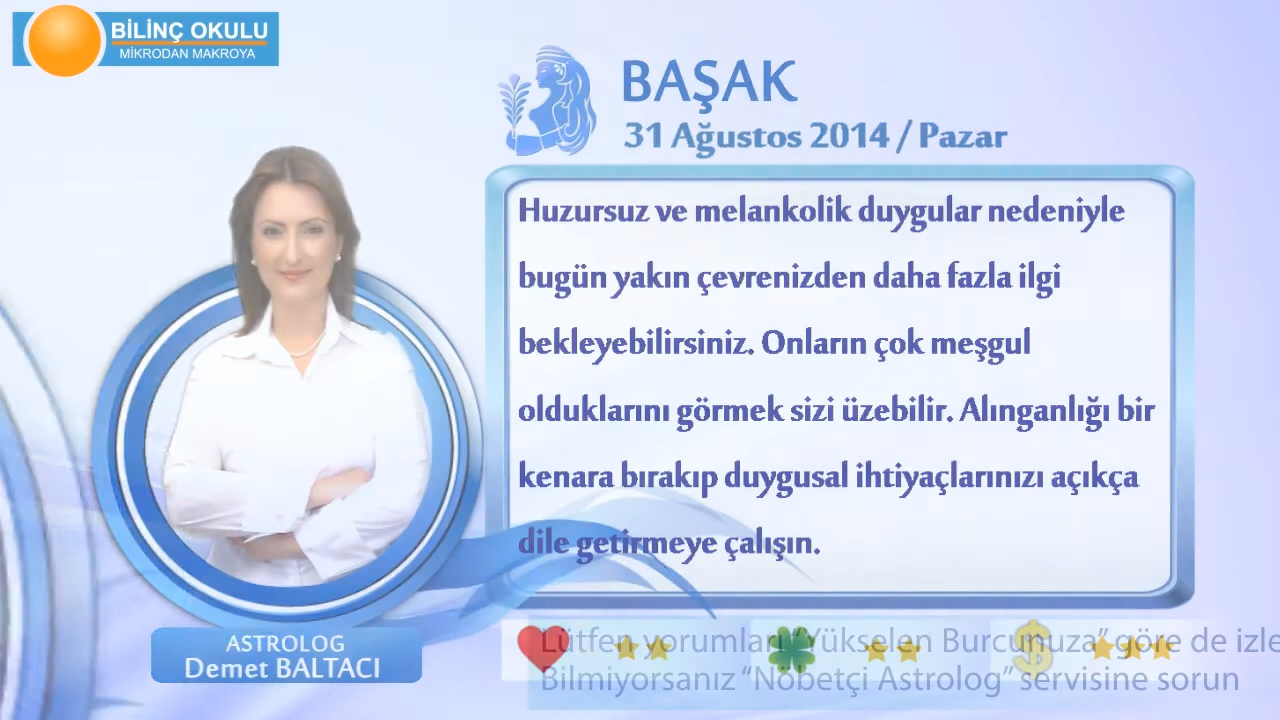 BİLİNÇ OKULU
MİKRODAN MAKROYA
BAŞAK
31 Ağustos 2014 / Pazar
Huzursuz ve melankolik duygular nedeniyle
bugün yakın çevrenizden daha fazla ilgi
bekleyebilirsiniz. Onların çok meşgul
olduklarını görmek sizi üzebilir. Alınganlığı bir
kenara bırakıp duygusal ihtiyaçlarınızı açıkça
dile getirmeye çalışın.
ASTROLOG
Demet BALTACI
Lütfen yorumları "Yükselen Burcunuza" göre de izle
Bilmiyorsanız "Nöbetçi Astrolog" servisine sorun